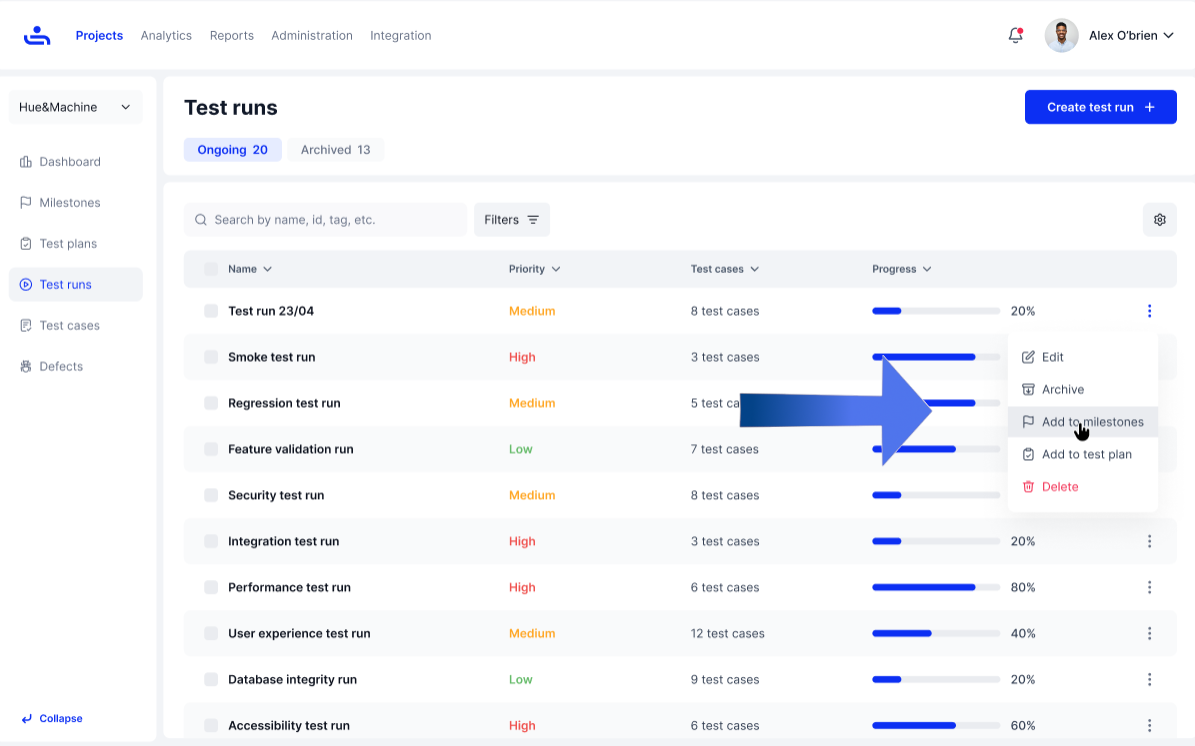 Projects Analytics Reports Administration Integration Alex O'brien
Hue&Machine
Dashboard
Milestones
Test plans
Test runs
Test cases
Defects
Collapse
Test runs
Create test run +
Ongoing 20 Archived 13
Search by name, id, tag, etc. Filters
Name Priority Test cases Progress
Test run 23/04 Medium 8 test cases 20%
Smoke test run High 3 test cases
Regression test run Medium 5 test ca
Feature validation run Low 7 test cases
Security test run Medium 8 test cases
Integration test run High 3 test cases 20%
Performance test run High 6 test cases 80%
User experience test run Medium 12 test cases 40%
Database integrity run Low 9 test cases 20%
Accessibility test run High 6 test cases 60%
Edit
Archive
Add to milestones
Add to test plan
Delete